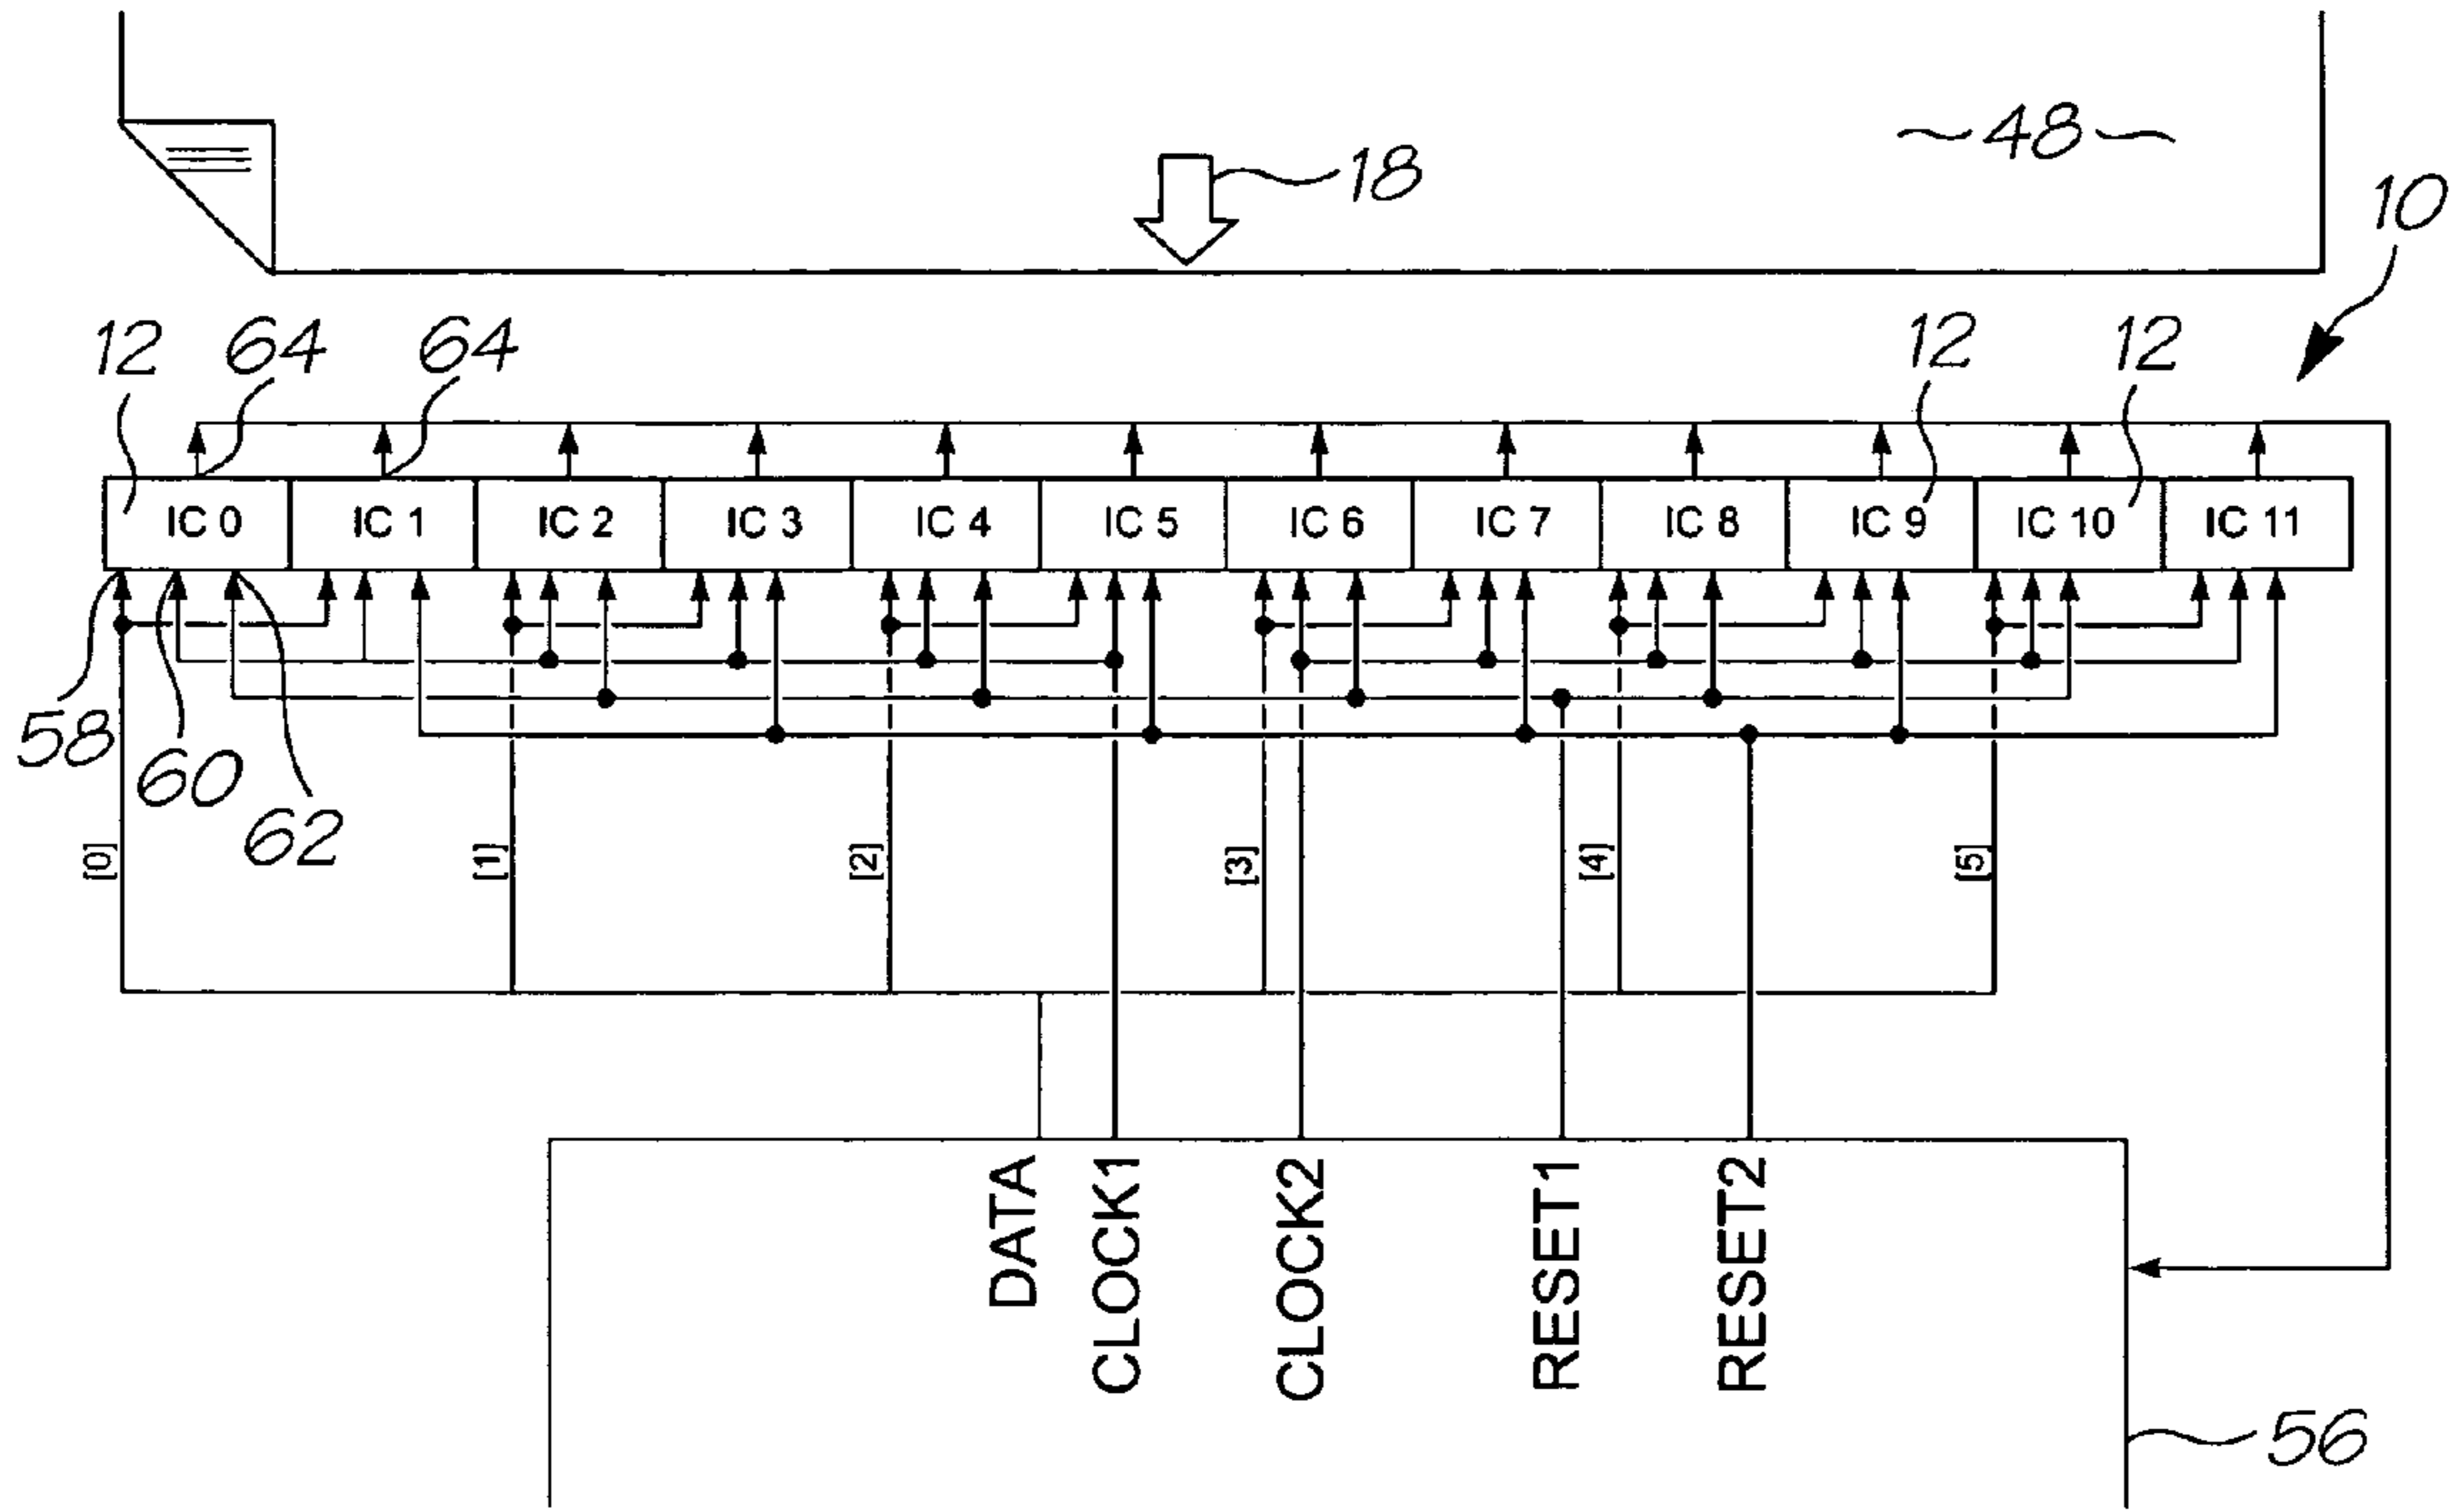 ~48~
18
10
12
64
64
12
12
IC 0
IC 1
IC 2
IC 3
IC 4
IC 5
IC 6
IC 7
IC 8
IC 9
IC 10
IC 11
58
60
62
[0]
[1]
[2]
[3]
[4]
[5]
DATA
CLOCK1
CLOCK2
RESET1
RESET2
56